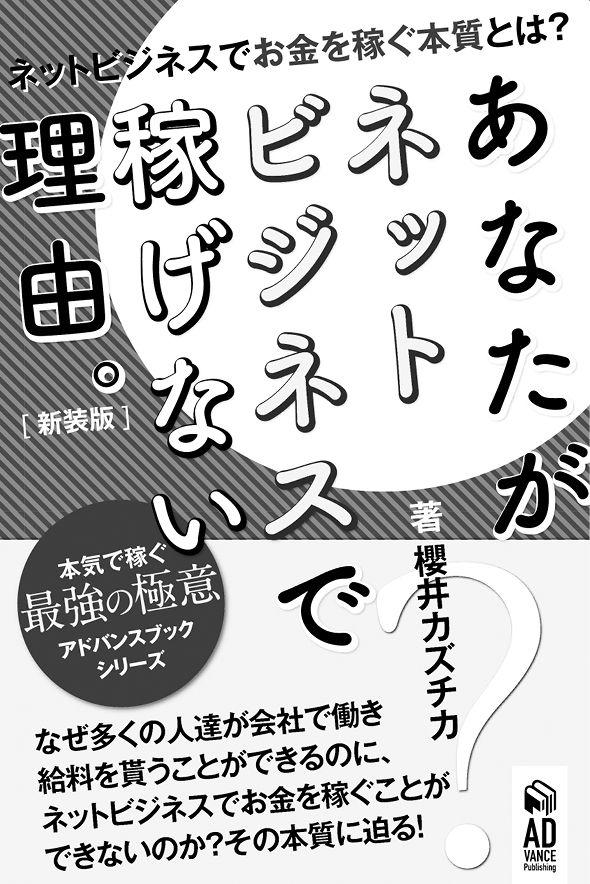 ネットビジネスでお金を稼ぐ本質とは？
あなたが
ネット
ビジネスで
稼げない
理由。
［新装版］
著 櫻井カズチカ
本気で稼ぐ
最強の極意
アドバンスブック
シリーズ
なぜ多くの人達が会社で働き
給料を貰うことができるのに、
ネットビジネスでお金を稼ぐことが
できないのか？その本質に迫る！
？
AD
VANCE
Publishing